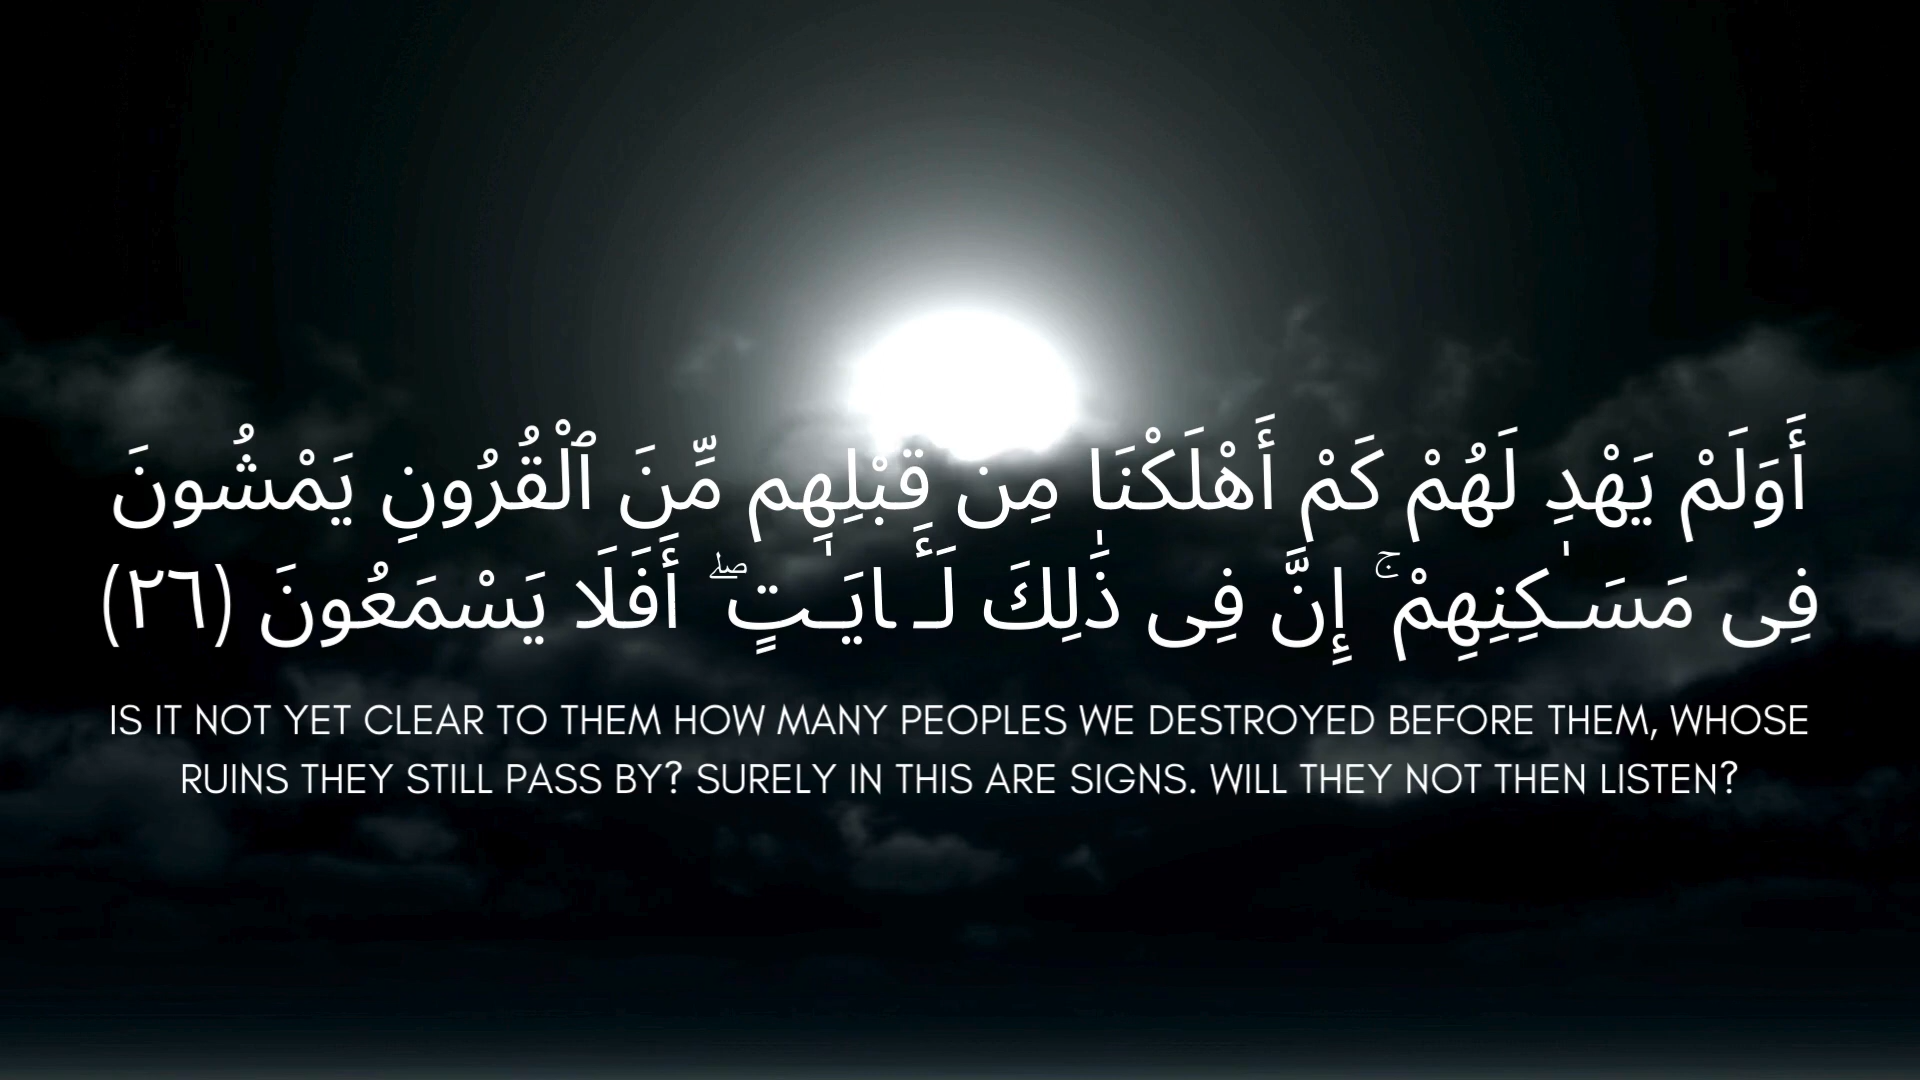 أَوَلَمْ يَهْدِ لَهُمْ كَمْ أَهْلَكْنَا مِن قَبْلِهِم مِّنَ ٱلْقُرُونِ يَمْشُونَ
فِى مَسَـٰكِنِهِمْ ۚ إِنَّ فِى ذَٰلِكَ لَـَٔايَـٰتٍ ۖ أَفَلَا يَسْمَعُونَ (٢٦)
IS IT NOT YET CLEAR TO THEM HOW MANY PEOPLES WE DESTROYED BEFORE THEM, WHOSE
RUINS THEY STILL PASS BY? SURELY IN THIS ARE SIGNS. WILL THEY NOT THEN LISTEN?